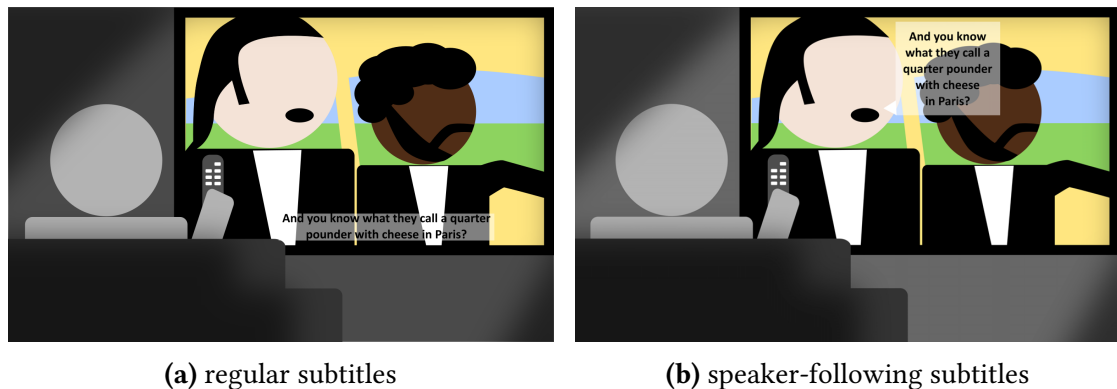 And you know what they call a quarter
pounder with cheese in Paris?
And you know
what they call a
quarter pounder
with cheese
in Paris?
(a) regular subtitles
(b) speaker-following subtitles